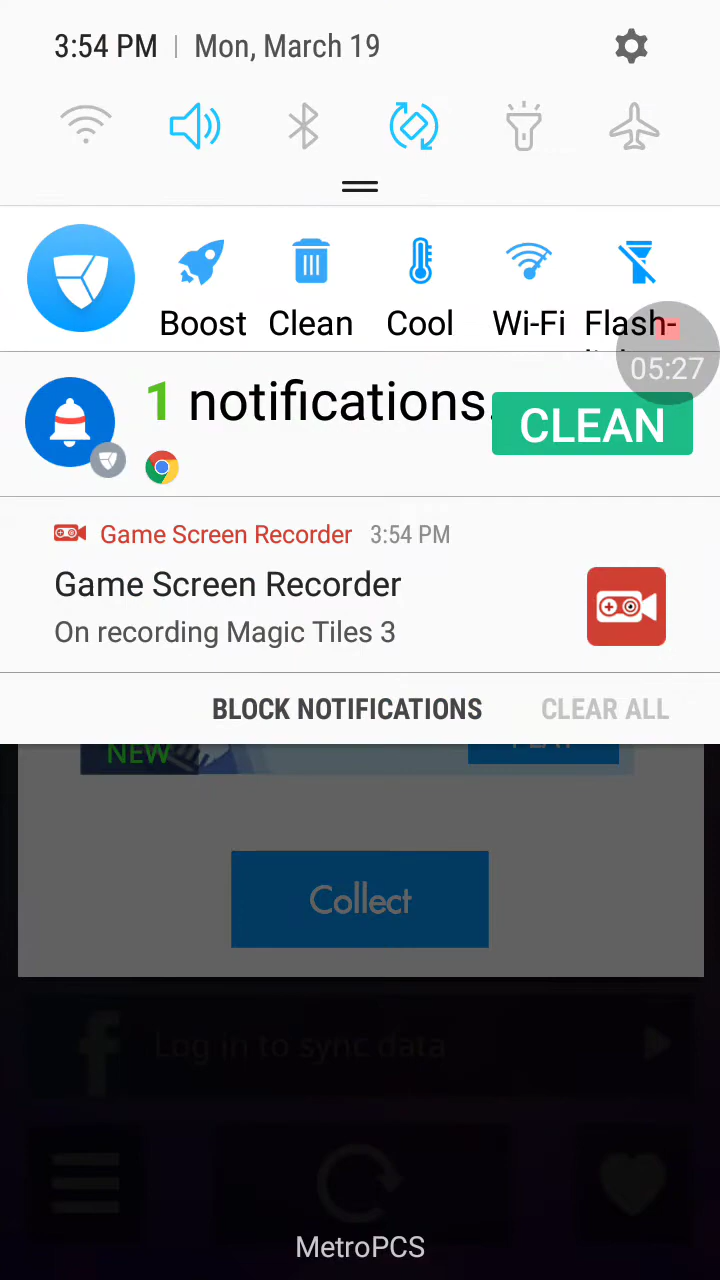 3:54 PM | Mon, March 19
Boost Clean Cool Wi-Fi Flash-
05:27
1 notifications.
CLEAN
Game Screen Recorder 3:54 PM
Game Screen Recorder
On recording Magic Tiles 3
BLOCK NOTIFICATIONS CLEAR ALL
NEW PLAY
Collect
Log in to sync data
MetroPCS